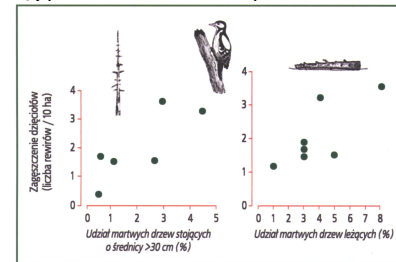 Zagęszczenie dzięciołów
(liczba rewirów / 10 ha)
4
3
2
1
0
0 1 2 3 4 5
Udział martwych drzew stojących
o średnicy >30 cm (%)
4
3
2
1
0
0 1 2 3 4 5 6 7 8
Udział martwych drzew leżących (%)